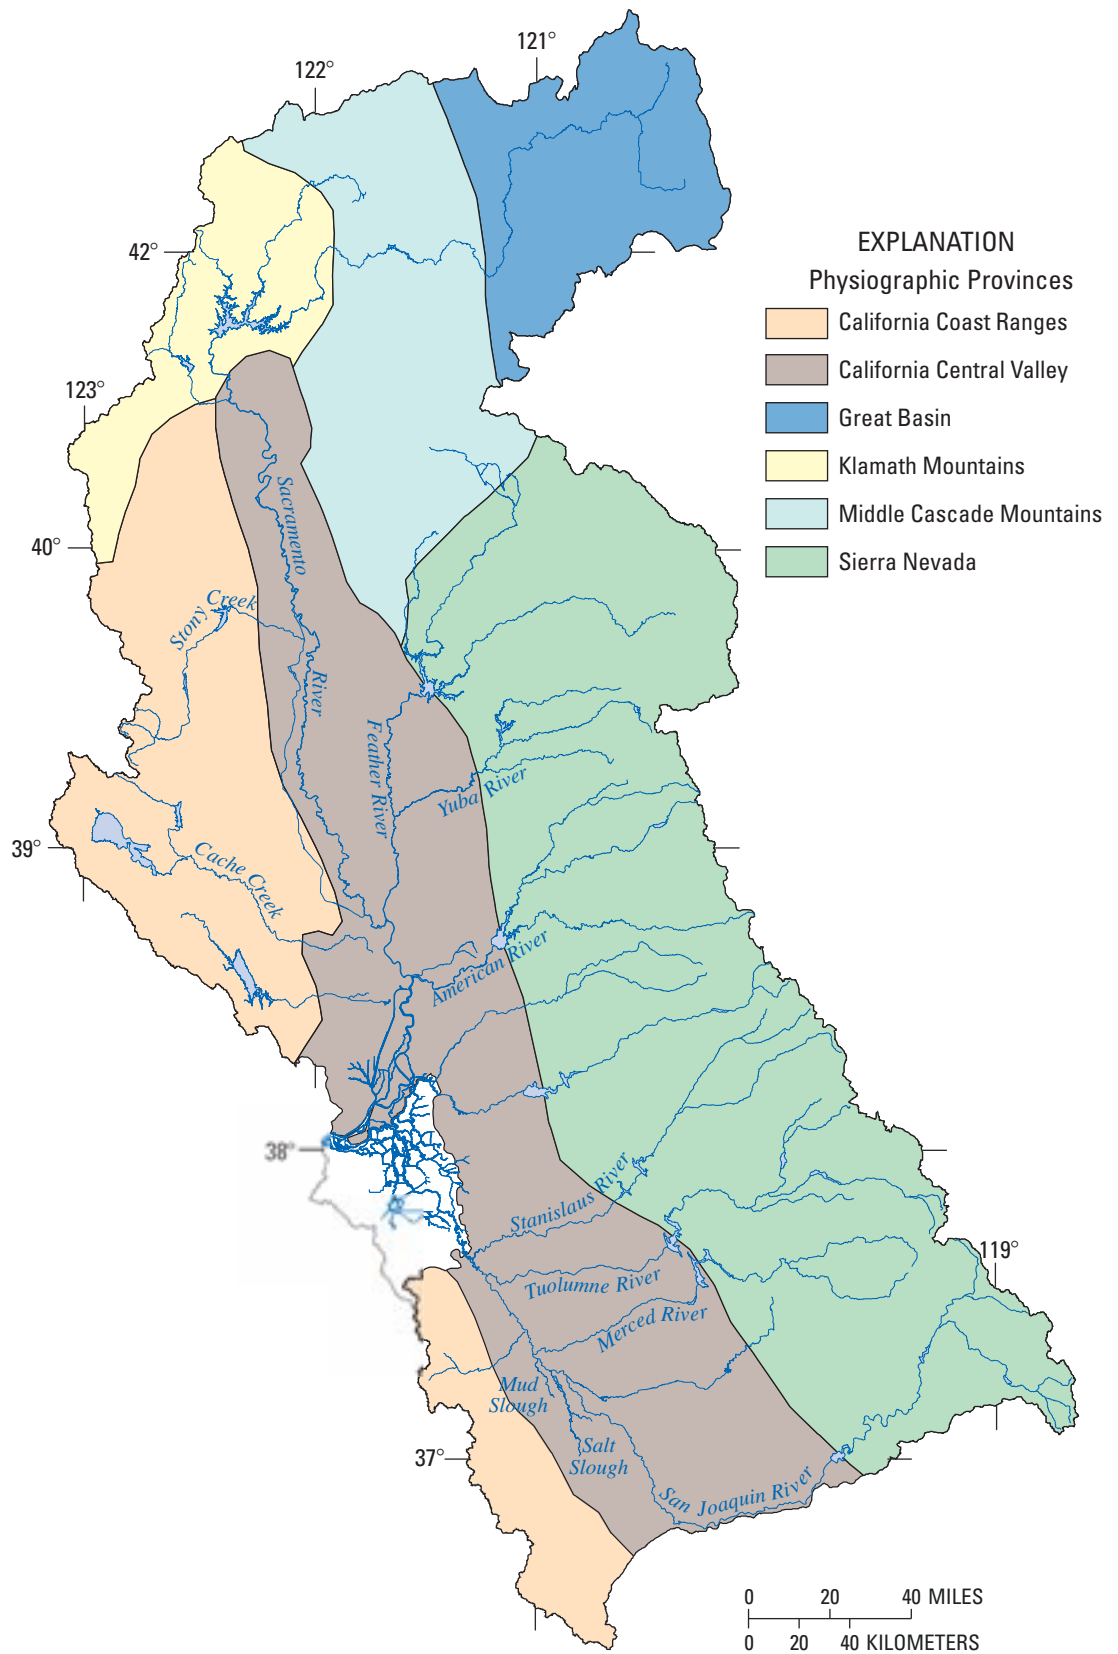 121°
122°
42°
EXPLANATION
Physiographic Provinces
California Coast Ranges
California Central Valley
Great Basin
Klamath Mountains
Middle Cascade Mountains
Sierra Nevada
123°
40°
Sacramento
River
Stony Creek
Feather River
Yuba River
39°
Cache Creek
American River
38°
Stanislaus River
119°
Tuolumne River
Merced River
Mud
Slough
Salt
Slough
37°
San Joaquin River
0 20 40 MILES
0 20 40 KILOMETERS